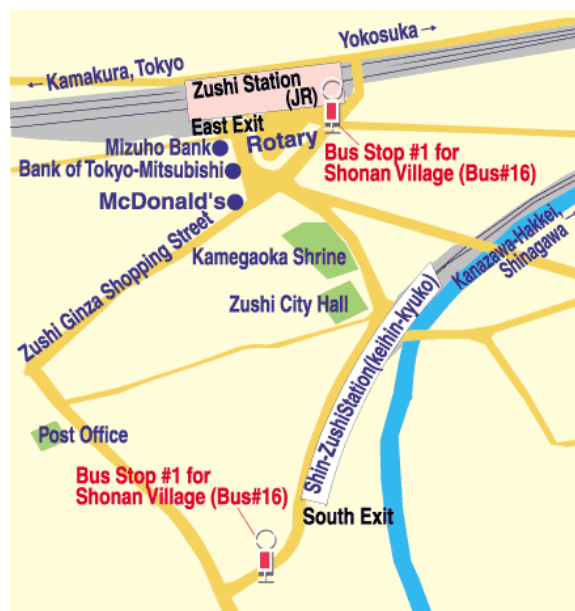 Yokosuka →
← Kamakura, Tokyo
Zushi Station
(JR)
East Exit
Mizuho Bank
Rotary
Bank of Tokyo-Mitsubishi
Bus Stop #1 for
Shonan Village (Bus#16)
McDonald's
Zushi Ginza Shopping Street
Kamegaoka Shrine
Kanazawa-Hakkei,
Shinagawa →
Zushi City Hall
Shin-ZushiStation(keihin-kyuko)
Post Office
Bus Stop #1 for
Shonan Village (Bus#16)
South Exit